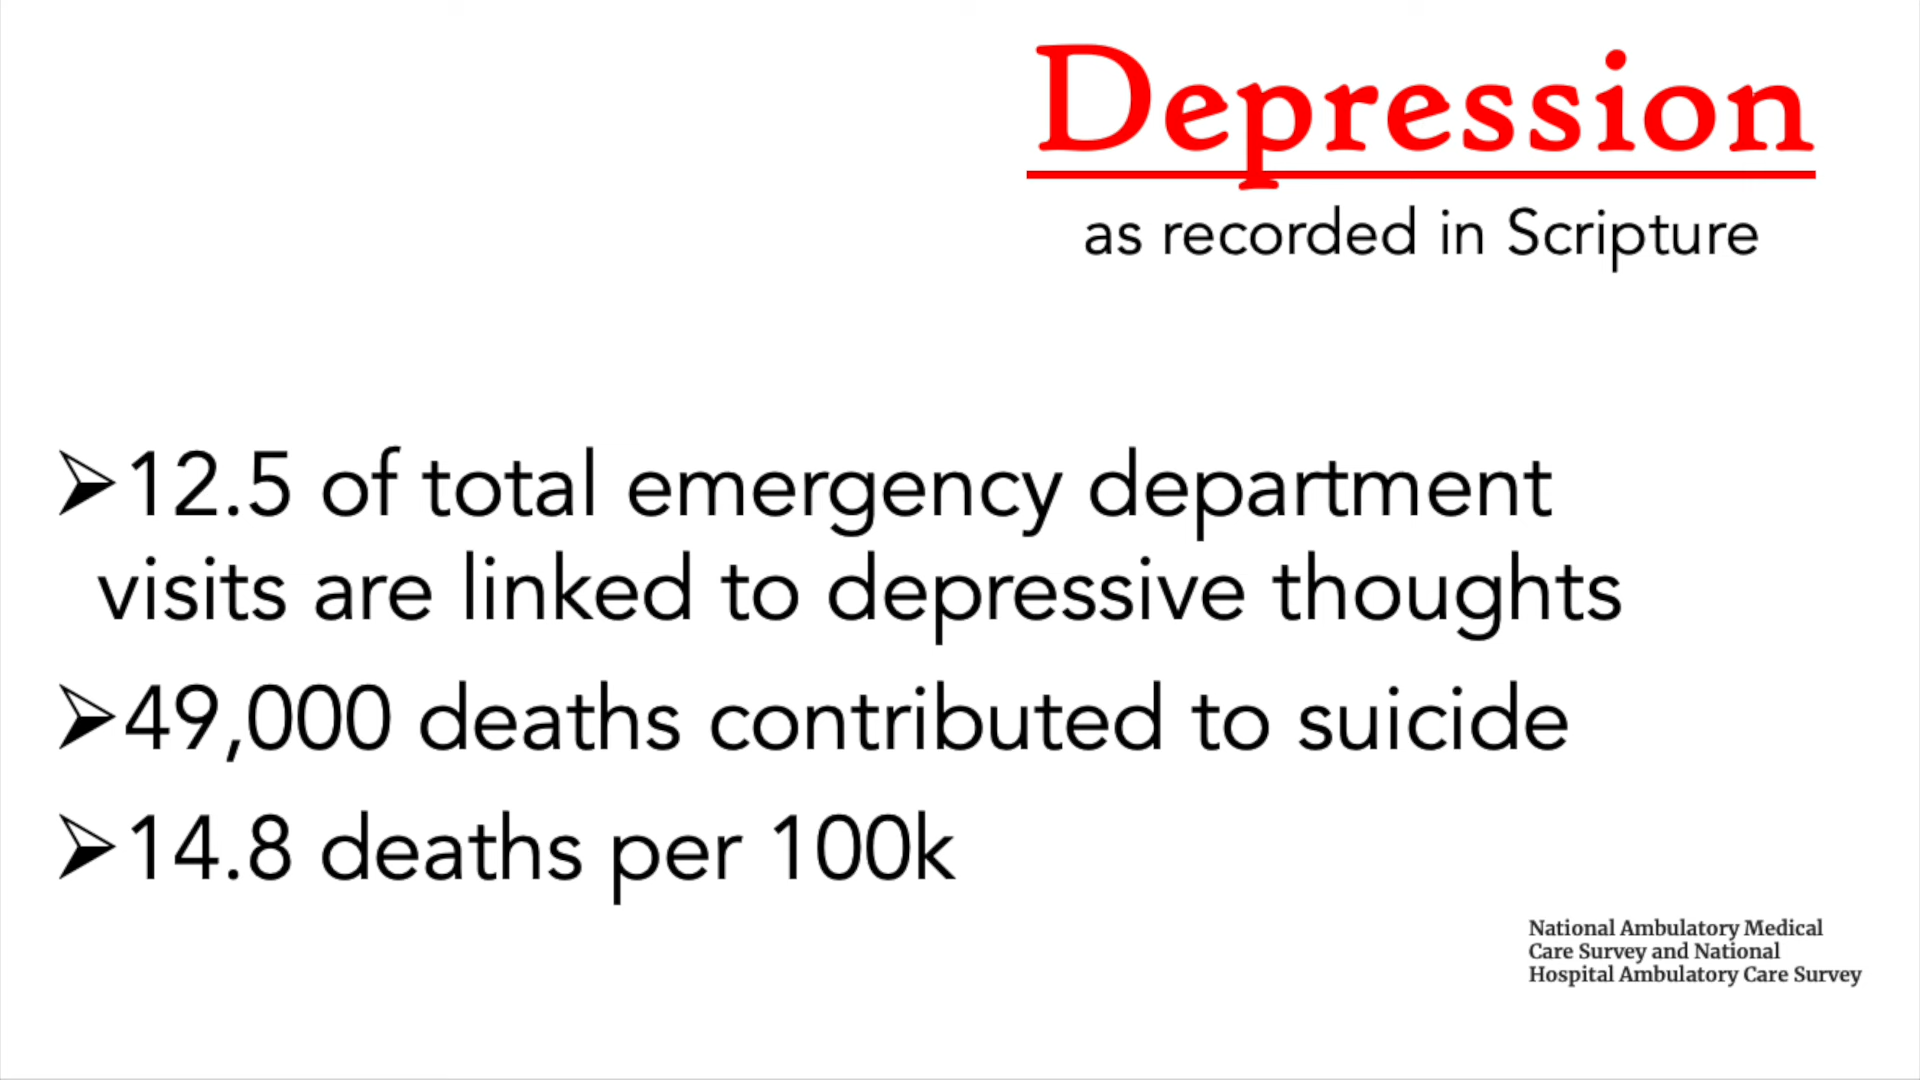 Depression
as recorded in Scripture
➢12.5 of total emergency department
visits are linked to depressive thoughts
➢49,000 deaths contributed to suicide
➢14.8 deaths per 100k
National Ambulatory Medical
Care Survey and National
Hospital Ambulatory Care Survey